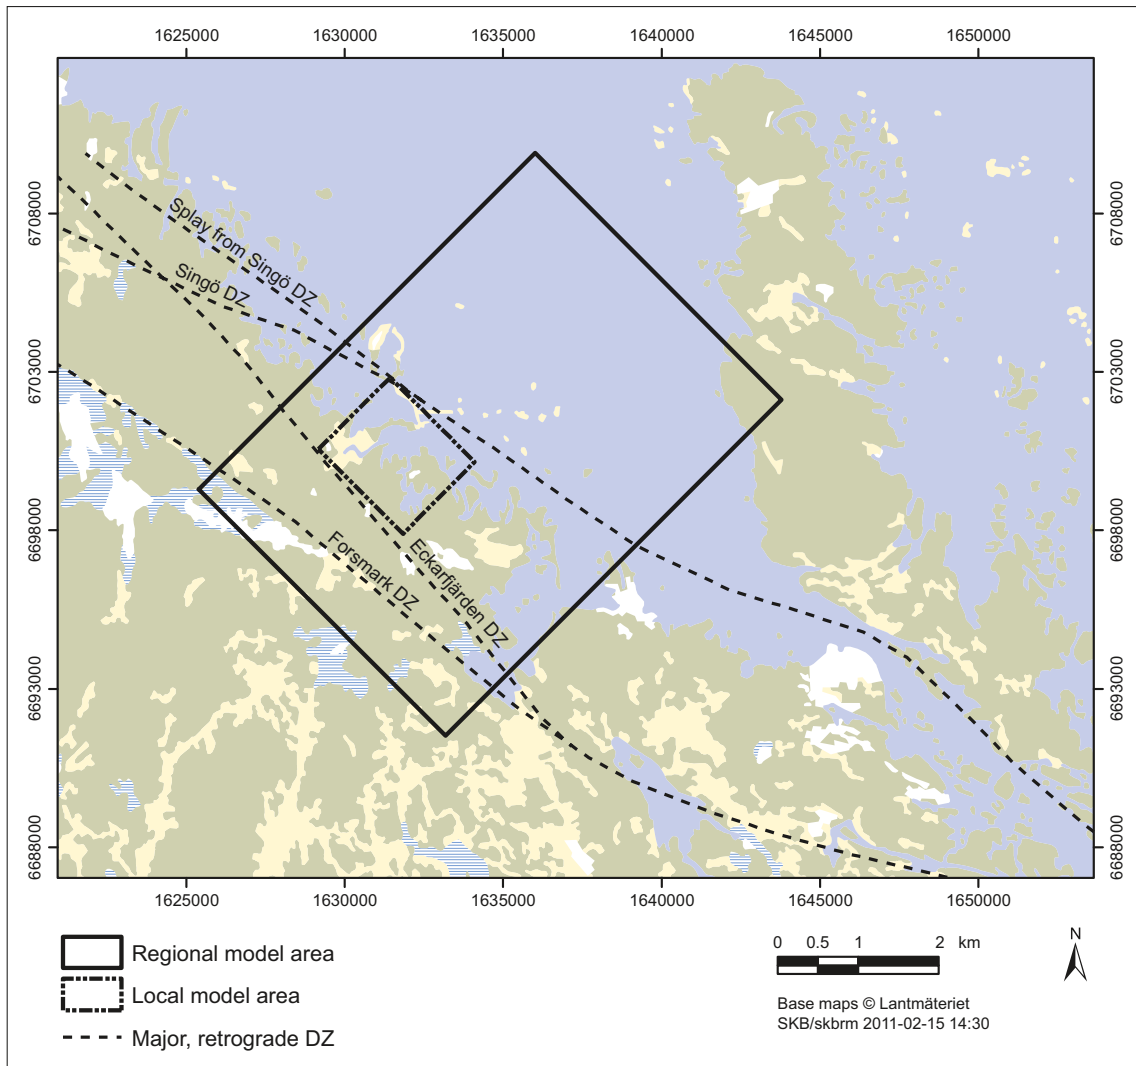 1625000 1630000 1635000 1640000 1645000 1650000
6708000 6708000
Splay from Singö DZ
Singö DZ
6703000 6703000
6698000 6698000
Eckarfjärden DZ
Forsmark DZ
6693000 6693000
6688000 6688000
1625000 1630000 1635000 1640000 1645000 1650000
Regional model area
Local model area
Major, retrograde DZ
0 0.5 1 2 km
N
Base maps © Lantmäteriet
SKB/skbrm 2011-02-15 14:30